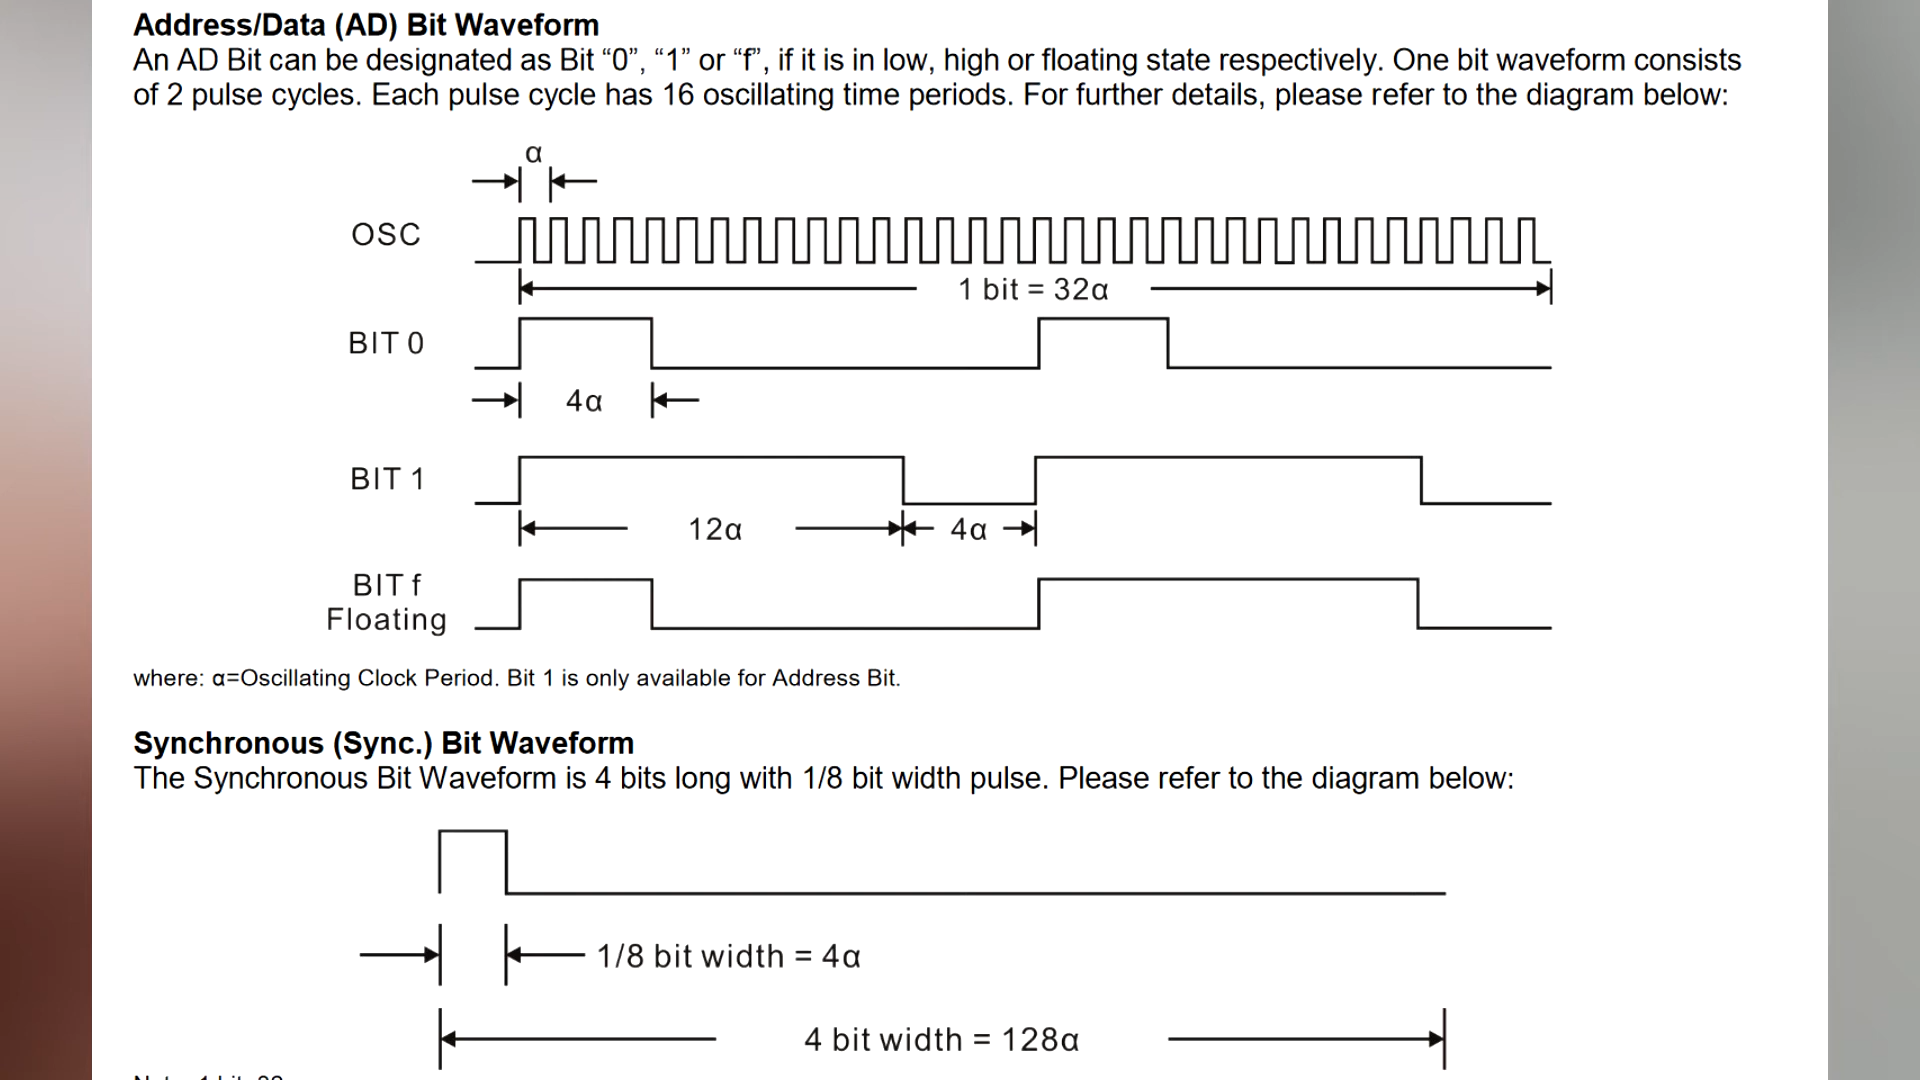 Address/Data (AD) Bit Waveform
An AD Bit can be designated as Bit “0”, “1” or “f”, if it is in low, high or floating state respectively. One bit waveform consists
of 2 pulse cycles. Each pulse cycle has 16 oscillating time periods. For further details, please refer to the diagram below:
α
OSC
1 bit = 32α
BIT 0
4α
BIT 1
12α
4α
BIT f
Floating
where: α=Oscillating Clock Period. Bit 1 is only available for Address Bit.
Synchronous (Sync.) Bit Waveform
The Synchronous Bit Waveform is 4 bits long with 1/8 bit width pulse. Please refer to the diagram below:
1/8 bit width = 4α
4 bit width = 128α